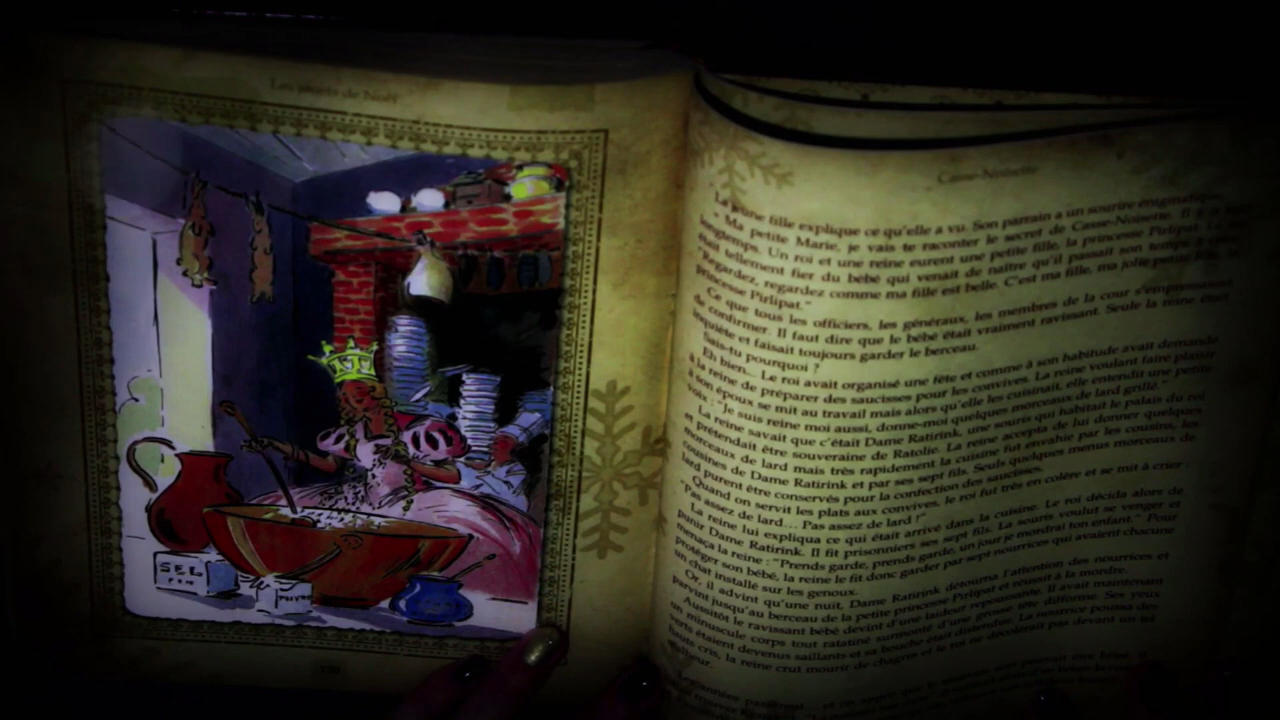 Les jouets de Noël
SEL
FIN
120
Casse-Noisette
La jeune fille explique ce qu'elle a vu. Son parrain a un sourire énigmatique.
" Ma petite Marie, je vais te raconter le secret de Casse-Noisette. Il y a
longtemps. Un roi et une reine eurent une petite fille, la princesse Pirlipat.
était tellement fier du bébé qui venait de naître qu'il passait son temps à
"Regardez, regardez comme ma fille est belle. C'est ma fille, ma jolie petite fille, la
princesse Pirlipat."
Ce que tous les officiers, les généraux, les membres de la cour s'empressaient
de confirmer. Il faut dire que le bébé était vraiment ravissant. Seule la reine était
inquiète et faisait toujours garder le berceau.
Sais-tu pourquoi ?
Eh bien... Le roi avait organisé une fête et comme à son habitude avait demandé
à la reine de préparer des saucisses pour les convives. La reine voulant faire plaisir
à son époux se mit au travail mais alors qu'elle les cuisinait, elle entendit une petite
voix : "Je suis reine moi aussi, donne-moi quelques morceaux de lard grillé."
La reine savait que c'était Dame Ratirink, une souris qui habitait le palais du roi
et prétendait être souveraine de Ratolie. La reine accepta de lui donner quelques
morceaux de lard mais très rapidement la cuisine fut envahie par les cousins, les
cousines de Dame Ratirink et par ses sept fils. Seuls quelques menus morceaux de
lard purent être conservés pour la confection des saucisses.
Quand on servit les plats aux convives, le roi fut très en colère et se mit à crier :
"Pas assez de lard... Pas assez de lard !"
La reine lui expliqua ce qui était arrivé dans la cuisine. Le roi décida alors de
punir Dame Ratirink. Il fit prisonniers ses sept fils. La souris voulut se venger et
menaça la reine : "Prends garde, prends garde, un jour je mordrai ton enfant." Pour
protéger son bébé, la reine le fit donc garder par sept nourrices qui avaient chacune
un chat installé sur les genoux.
Or, il advint qu'une nuit, Dame Ratirink détourna l'attention des nourrices et
parvint jusqu'au berceau de la petite princesse Pirlipat et réussit à la mordre.
Aussitôt le ravissant bébé devint d'une laideur repoussante. Il avait maintenant
un minuscule corps tout ratatiné surmonté d'une grosse tête difforme. Ses yeux
verts étaient devenus saillants et sa bouche était distendue. La nourrice poussa des
hauts cris, la reine crut mourir de chagrin et le roi ne décolérait pas devant un tel
malheur.